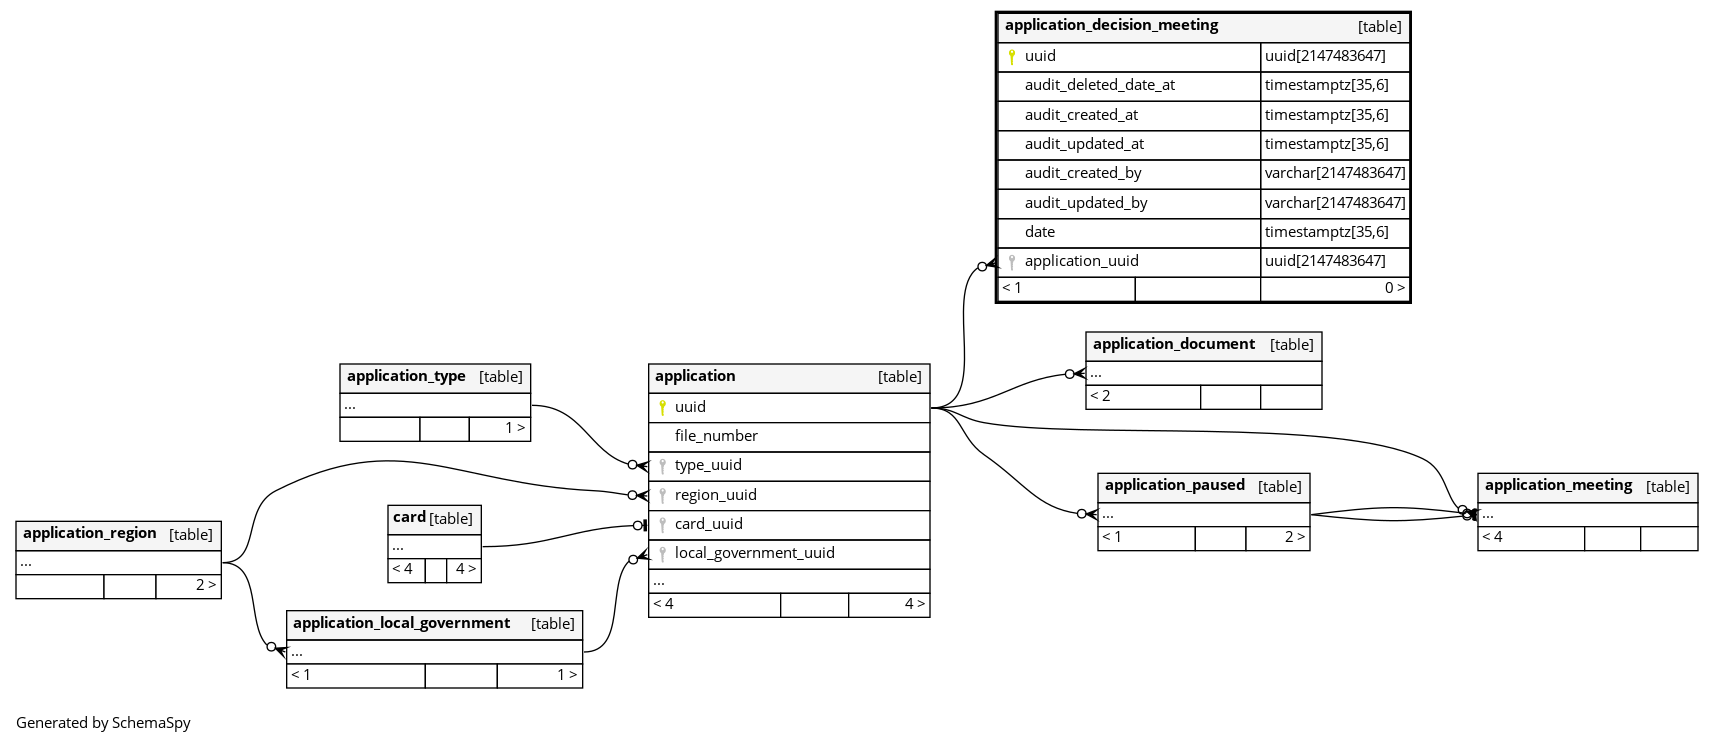 application_decision_meeting [table]
uuid uuid[2147483647]
audit_deleted_date_at timestamptz[35,6]
audit_created_at timestamptz[35,6]
audit_updated_at timestamptz[35,6]
audit_created_by varchar[2147483647]
audit_updated_by varchar[2147483647]
date timestamptz[35,6]
application_uuid uuid[2147483647]
< 1 0 >
application_document [table]
...
< 2
application_type [table]
...
1 >
application [table]
uuid
file_number
type_uuid
region_uuid
card_uuid
local_government_uuid
...
< 4 4 >
application_paused [table]
...
< 1 2 >
application_meeting [table]
...
< 4
card [table]
...
< 4 4 >
application_region [table]
...
2 >
application_local_government [table]
...
< 1 1 >
Generated by SchemaSpy